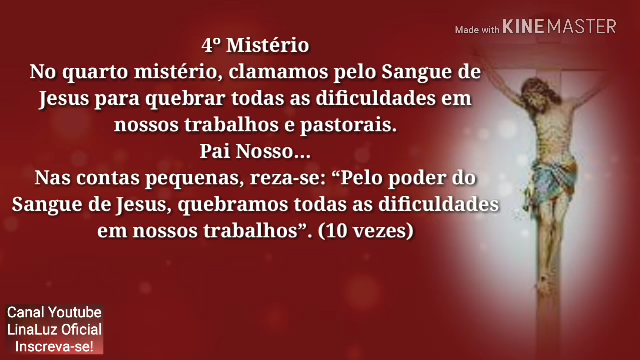 Made with KINEMASTER
4º Mistério
No quarto mistério, clamamos pelo Sangue de
Jesus para quebrar todas as dificuldades em
nossos trabalhos e pastorais.
Pai Nosso...
Nas contas pequenas, reza-se: “Pelo poder do
Sangue de Jesus, quebramos todas as dificuldades
em nossos trabalhos”. (10 vezes)
Canal Youtube
LinaLuz Oficial
Inscreva-se!